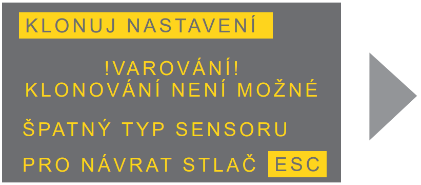 KLONUJ NASTAVENÍ
!VAROVÁNÍ!
KLONOVÁNÍ NENÍ MOŽNÉ
ŠPATNÝ TYP SENSORU
PRO NÁVRAT STLAČ ESC